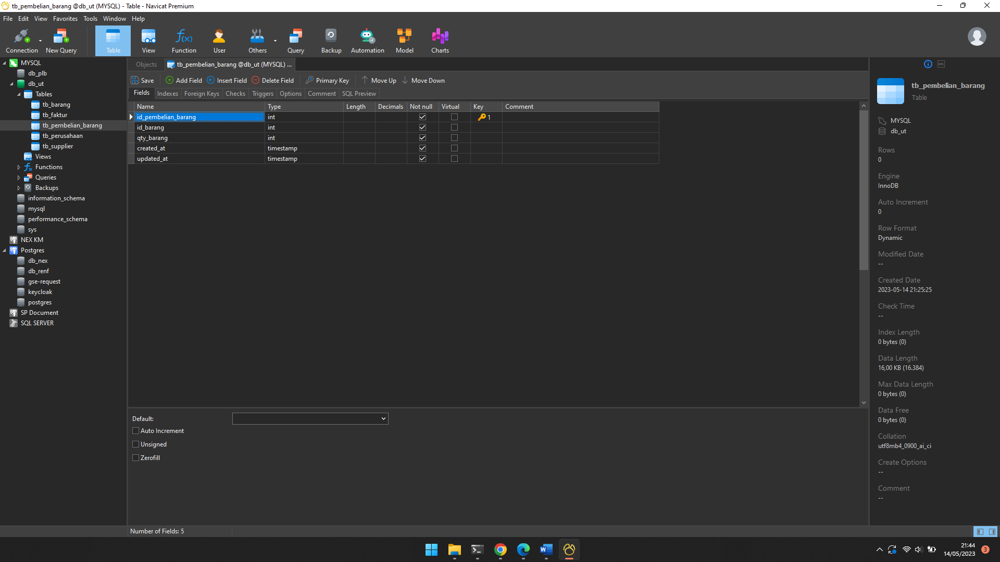 tb_pembelian_barang @db_ut (MYSQL) - Table - Navicat Premium
File Edit View Favorites Tools Window Help
Connection New Query Table View Function User Others Query Backup Automation Model Charts
MYSQL
db_plb
db_ut
Tables
tb_barang
tb_faktur
tb_pembelian_barang
tb_perusahaan
tb_supplier
Views
Functions
Queries
Backups
information_schema
mysql
performance_schema
sys
NEX KM
Postgres
db_nex
db_renf
gse-request
keycloak
postgres
SP Document
SQL SERVER
Objects tb_pembelian_barang @db_ut (MYSQL) ...
Save Add Field Insert Field Delete Field Primary Key Move Up Move Down
Fields Indexes Foreign Keys Checks Triggers Options Comment SQL Preview
Name Type Length Decimals Not null Virtual Key Comment
id_pembelian_barang int 1
id_barang int
qty_barang int
created_at timestamp
updated_at timestamp
Default:
Auto Increment
Unsigned
Zerofill
Number of Fields: 5
tb_pembelian_barang
Table
MYSQL
db_ut
Rows
0
Engine
InnoDB
Auto Increment
0
Row Format
Dynamic
Modified Date
--
Created Date
2023-05-14 21:25:25
Check Time
--
Index Length
0 bytes (0)
Data Length
16,00 KB (16.384)
Max Data Length
0 bytes (0)
Data Free
0 bytes (0)
Collation
utf8mb4_0900_ai_ci
Create Options
--
Comment
--
21:44
14/05/2023
3